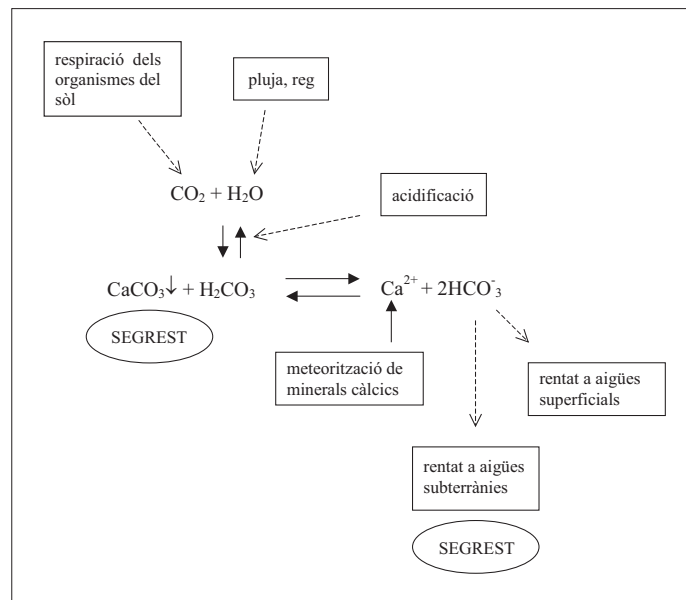 respiració dels
organismes del
sòl
pluja, reg
CO₂ + H₂O
acidificació
CaCO₃↓ + H₂CO₃
Ca²⁺ + 2HCO⁻₃
SEGREST
meteorització de
minerals càlcics
rentat a aigües
superficials
rentat a aigües
subterrànies
SEGREST